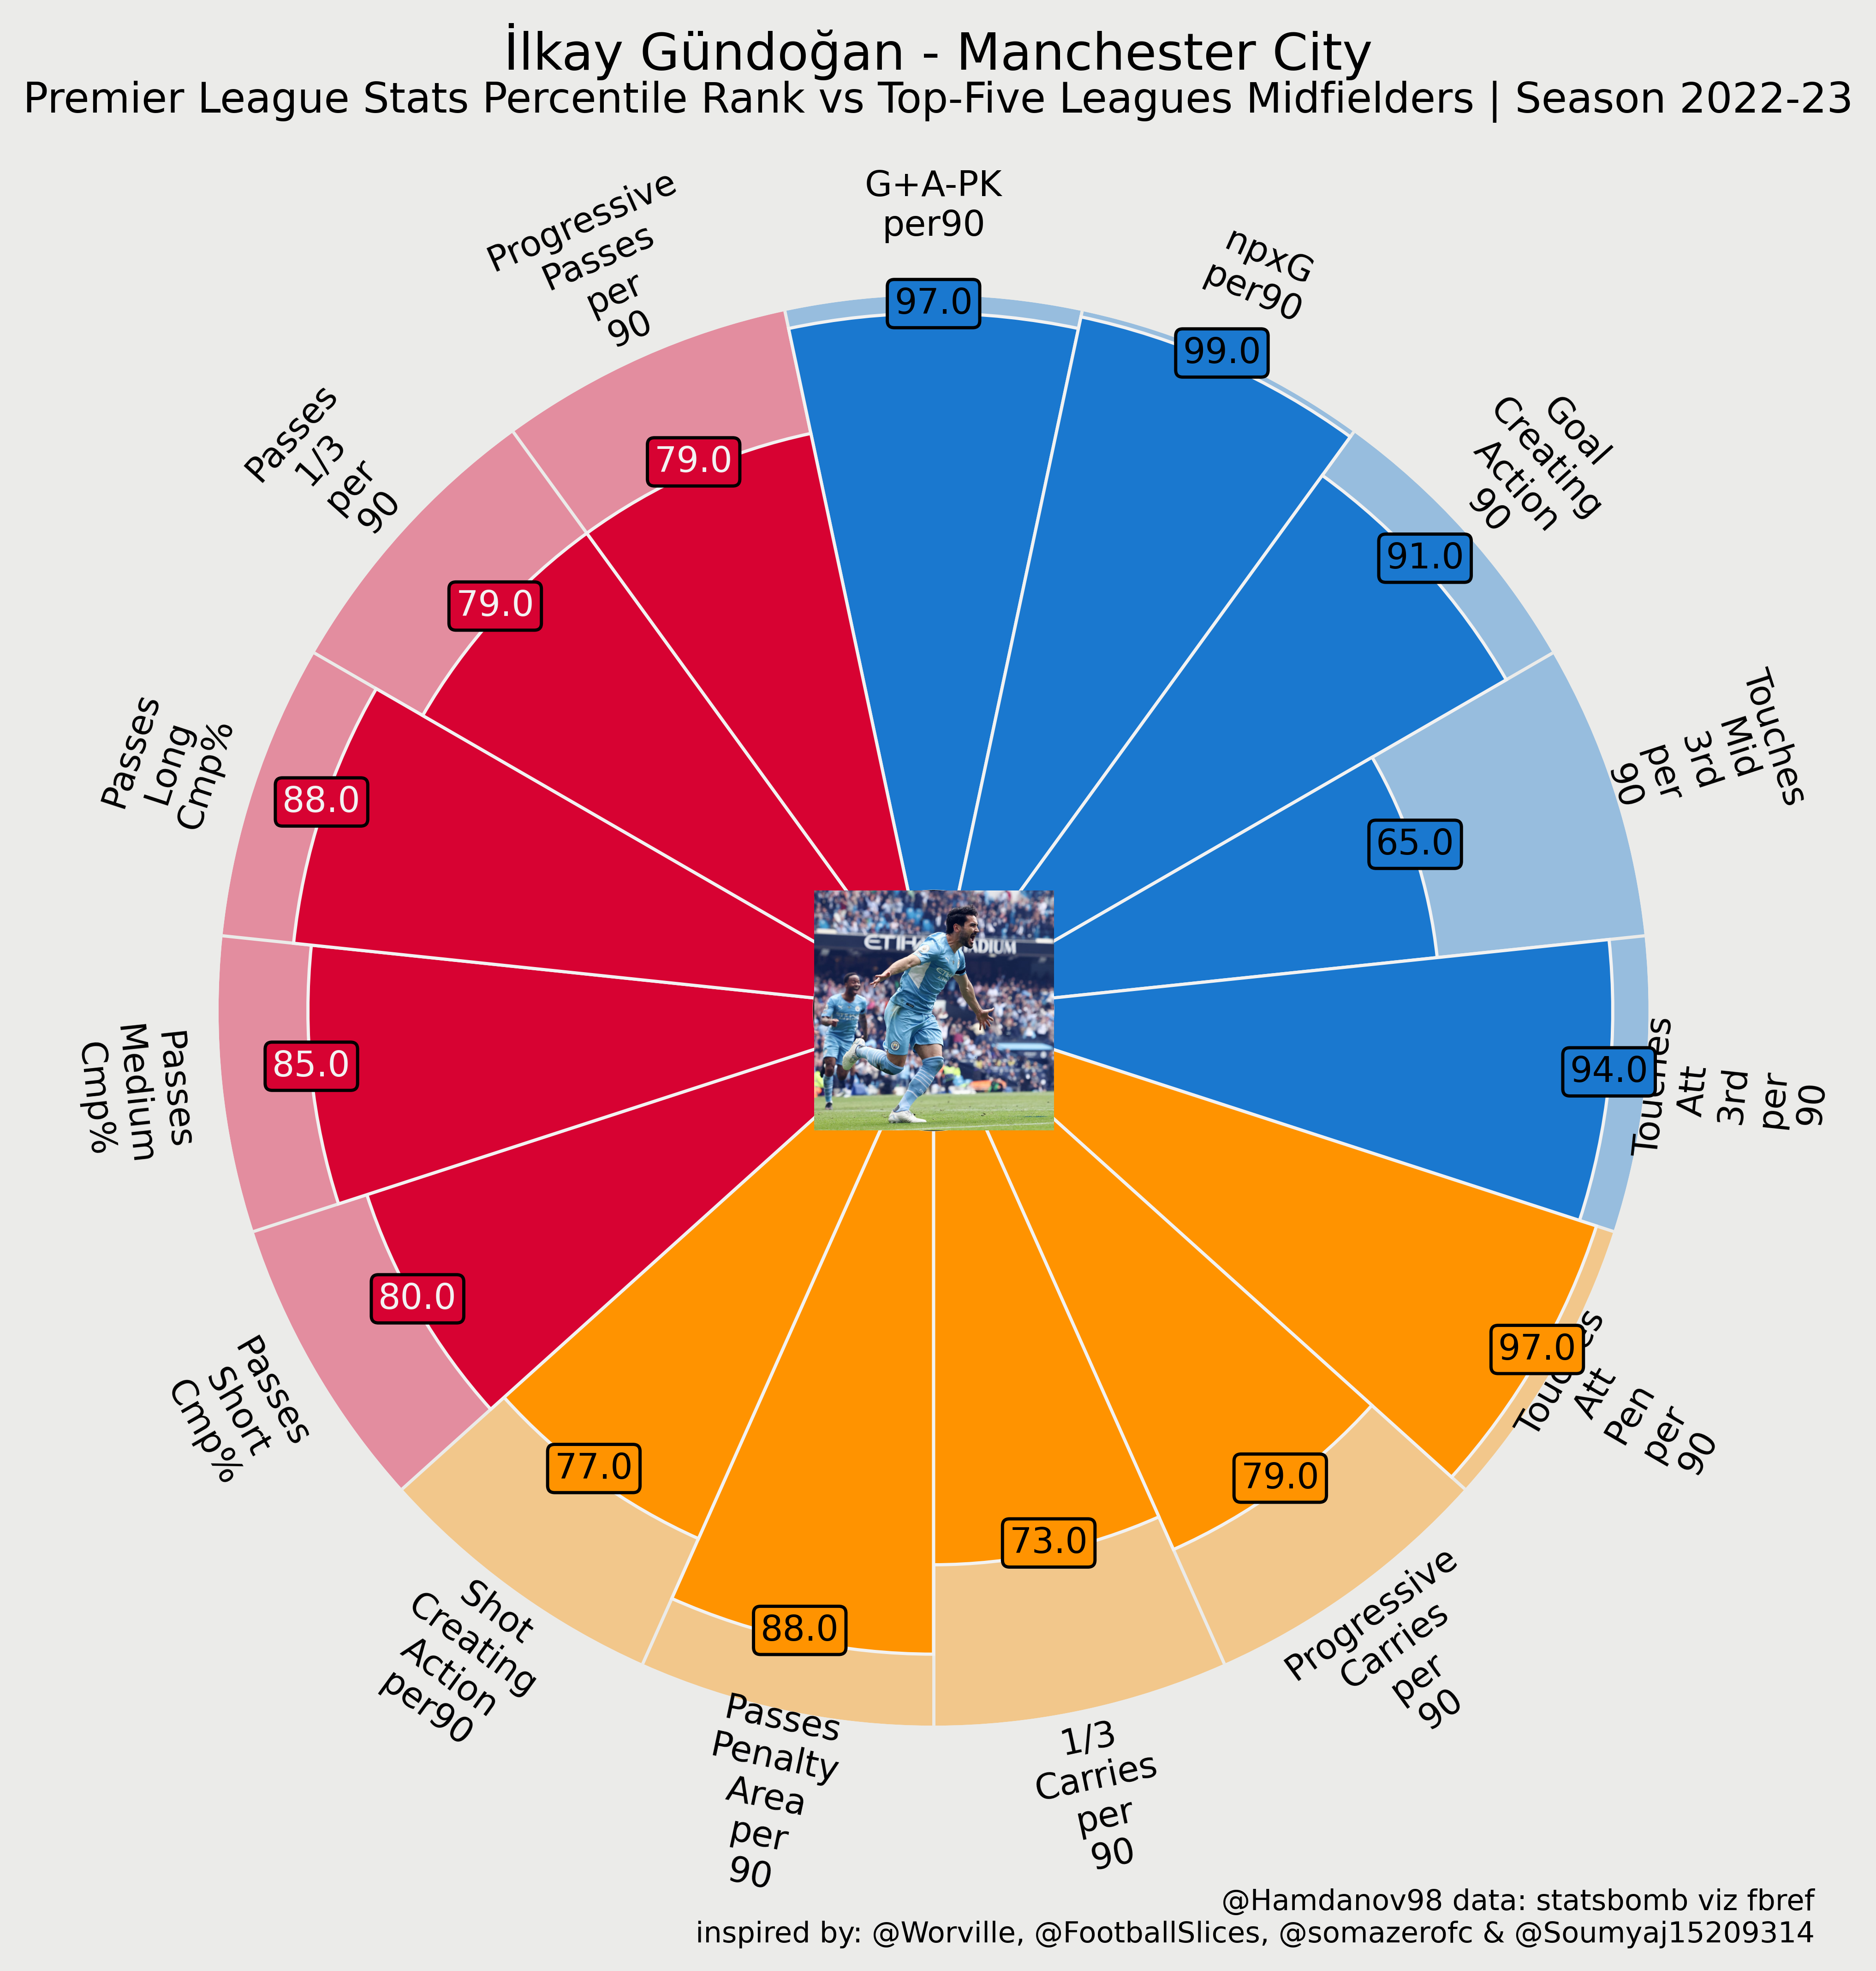 İlkay Gündoğan - Manchester City
Premier League Stats Percentile Rank vs Top-Five Leagues Midfielders | Season 2022-23
G+A-PK
per90
97.0
npxG
per90
99.0
Goal
Creating
Action
90
91.0
Touches
Mid
3rd
per
90
65.0
Touches
Att
3rd
per
90
94.0
Touches
Att
Pen
per
90
97.0
Progressive
Carries
per
90
79.0
1/3
Carries
per
90
73.0
Passes
Penalty
Area
per
90
88.0
Shot
Creating
Action
per90
77.0
Passes
Short
Cmp%
80.0
Passes
Medium
Cmp%
85.0
Passes
Long
Cmp%
88.0
Passes
1/3
per
90
79.0
Progressive
Passes
per
90
79.0
@Hamdanov98 data: statsbomb viz fbref
inspired by: @Worville, @FootballSlices, @somazerofc & @Soumyaj15209314